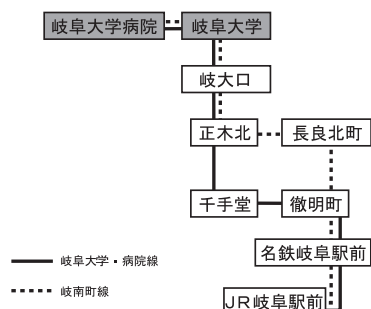 岐阜大学病院 岐阜大学
岐大口
正木北 長良北町
千手堂 徹明町
名鉄岐阜駅前
岐阜大学・病院線
岐南町線
JR岐阜駅前